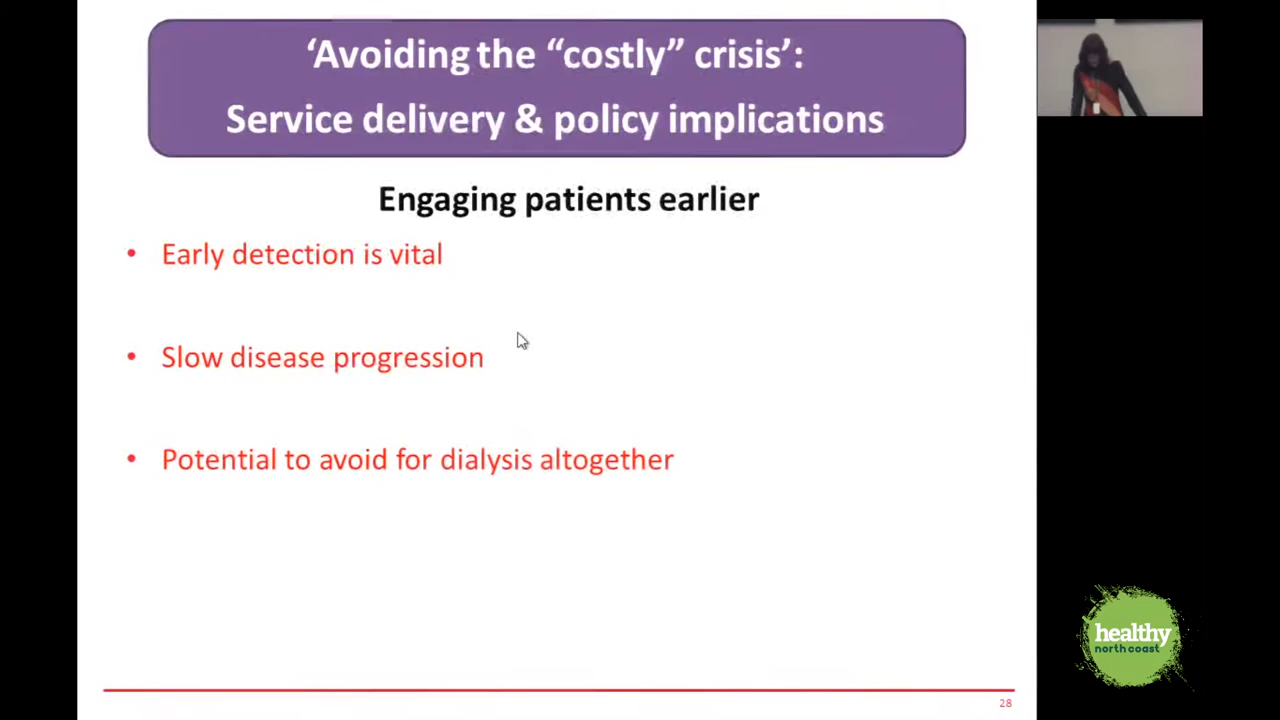 ‘Avoiding the “costly” crisis’:
Service delivery & policy implications
Engaging patients earlier
• Early detection is vital
• Slow disease progression
• Potential to avoid for dialysis altogether
healthy
north coast
28